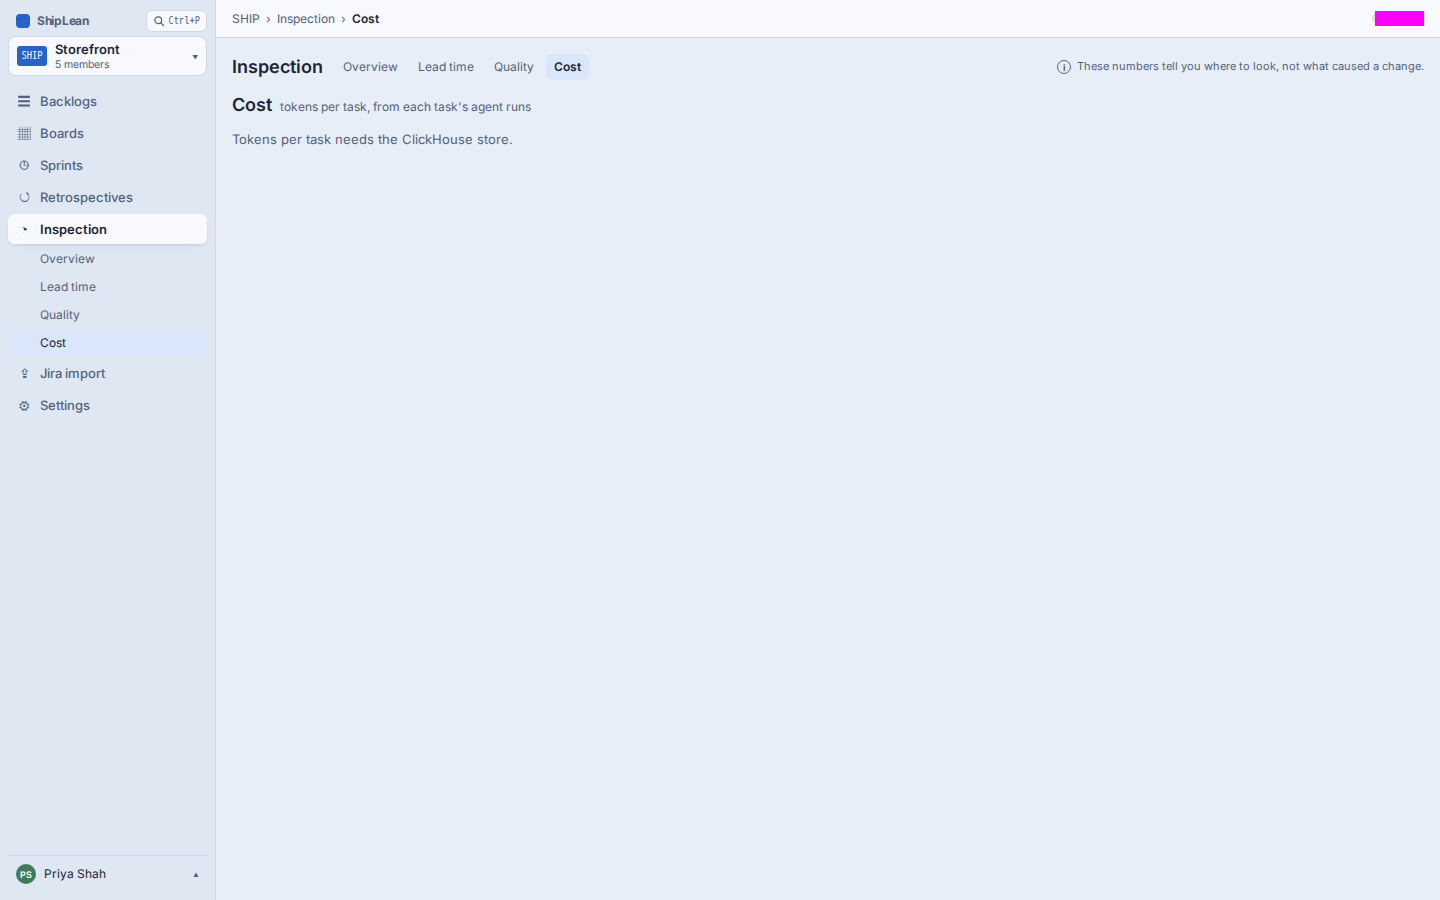 ShipLean
Ctrl+P
SHIP
Storefront
5 members
Backlogs
Boards
Sprints
Retrospectives
Inspection
Overview
Lead time
Quality
Cost
Jira import
Settings
PS
Priya Shah
SHIP › Inspection › Cost
Inspection
Overview
Lead time
Quality
Cost
These numbers tell you where to look, not what caused a change.
Cost
tokens per task, from each task's agent runs
Tokens per task needs the ClickHouse store.